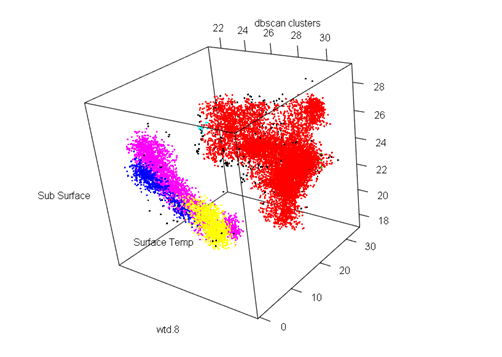 dbscan clusters
22 24 26 28 30
28
26
24
22
20
18
Sub Surface
Surface Temp
30
20
10
0
wtd.8